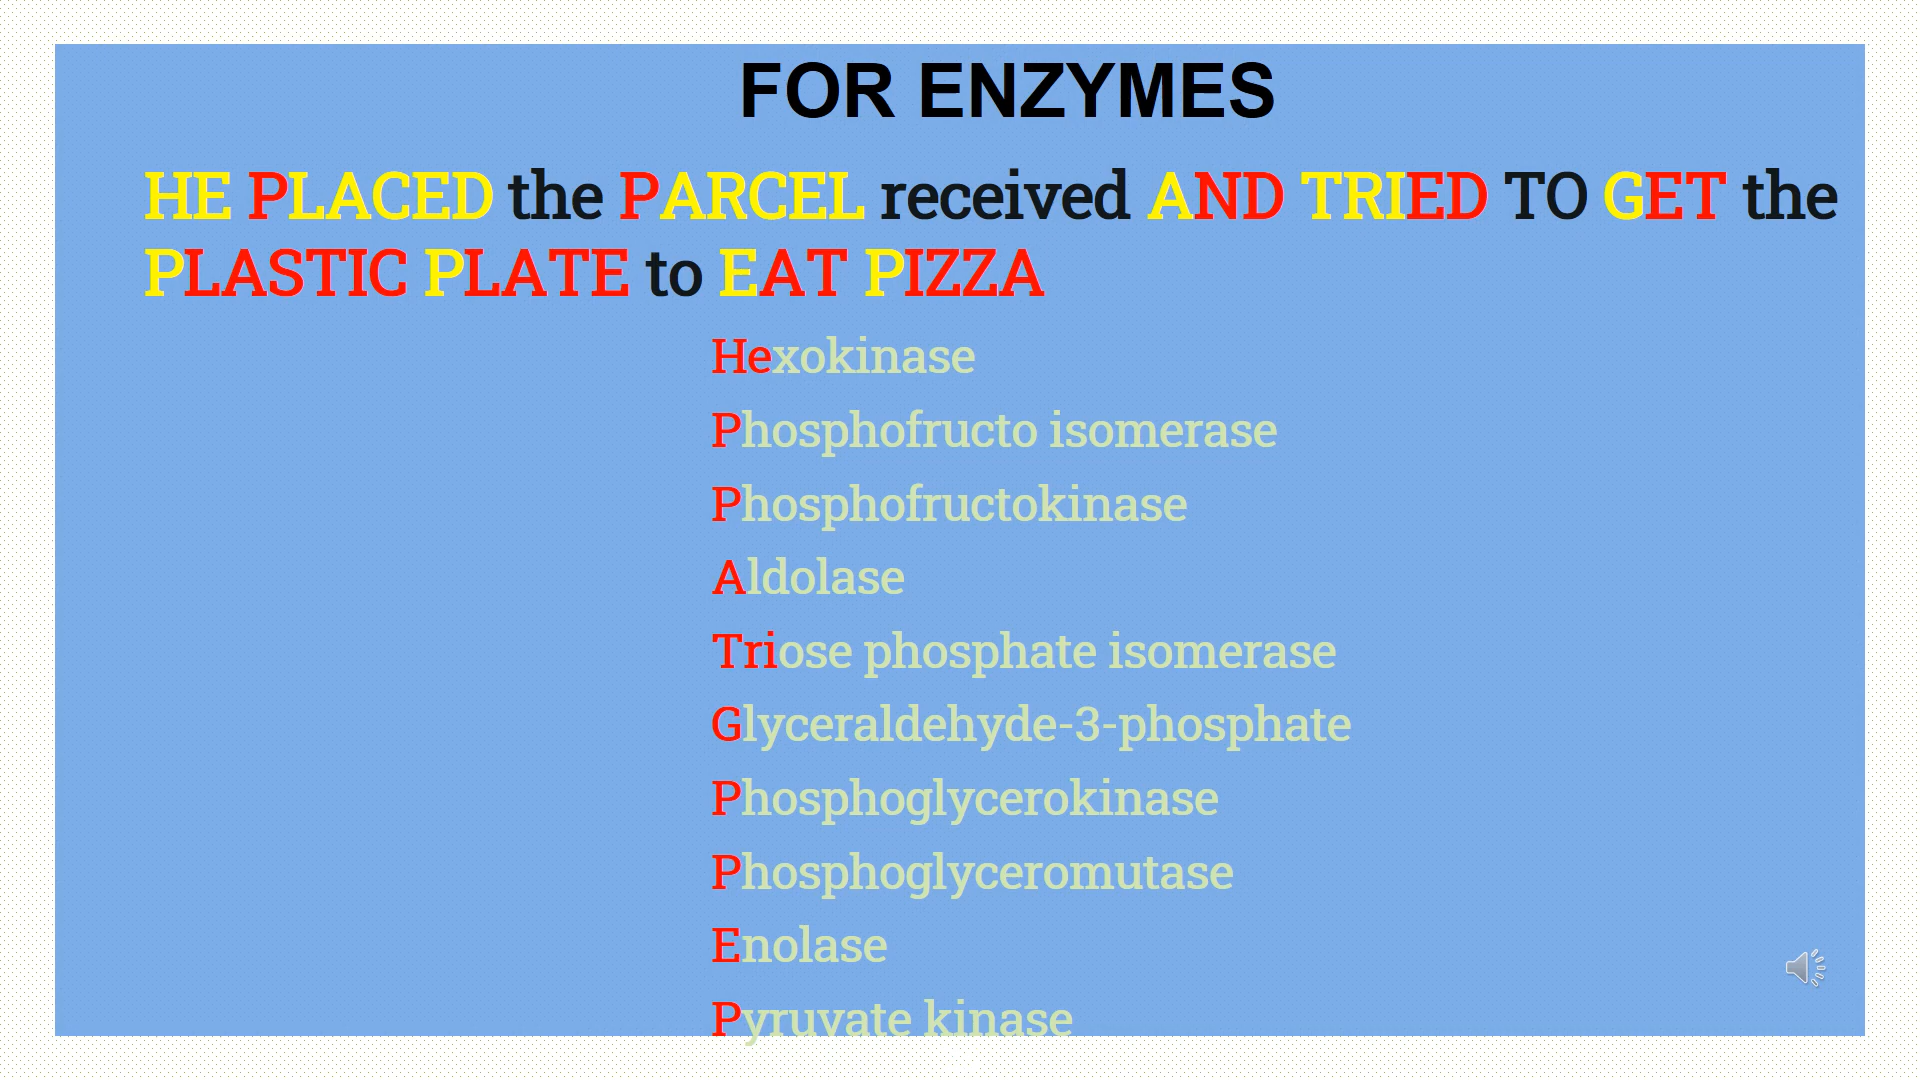 FOR ENZYMES
HE PLACED the PARCEL received AND TRIED TO GET the
PLASTIC PLATE to EAT PIZZA
Hexokinase
Phosphofructo isomerase
Phosphofructokinase
Aldolase
Triose phosphate isomerase
Glyceraldehyde-3-phosphate
Phosphoglycerokinase
Phosphoglyceromutase
Enolase
Pyruvate kinase